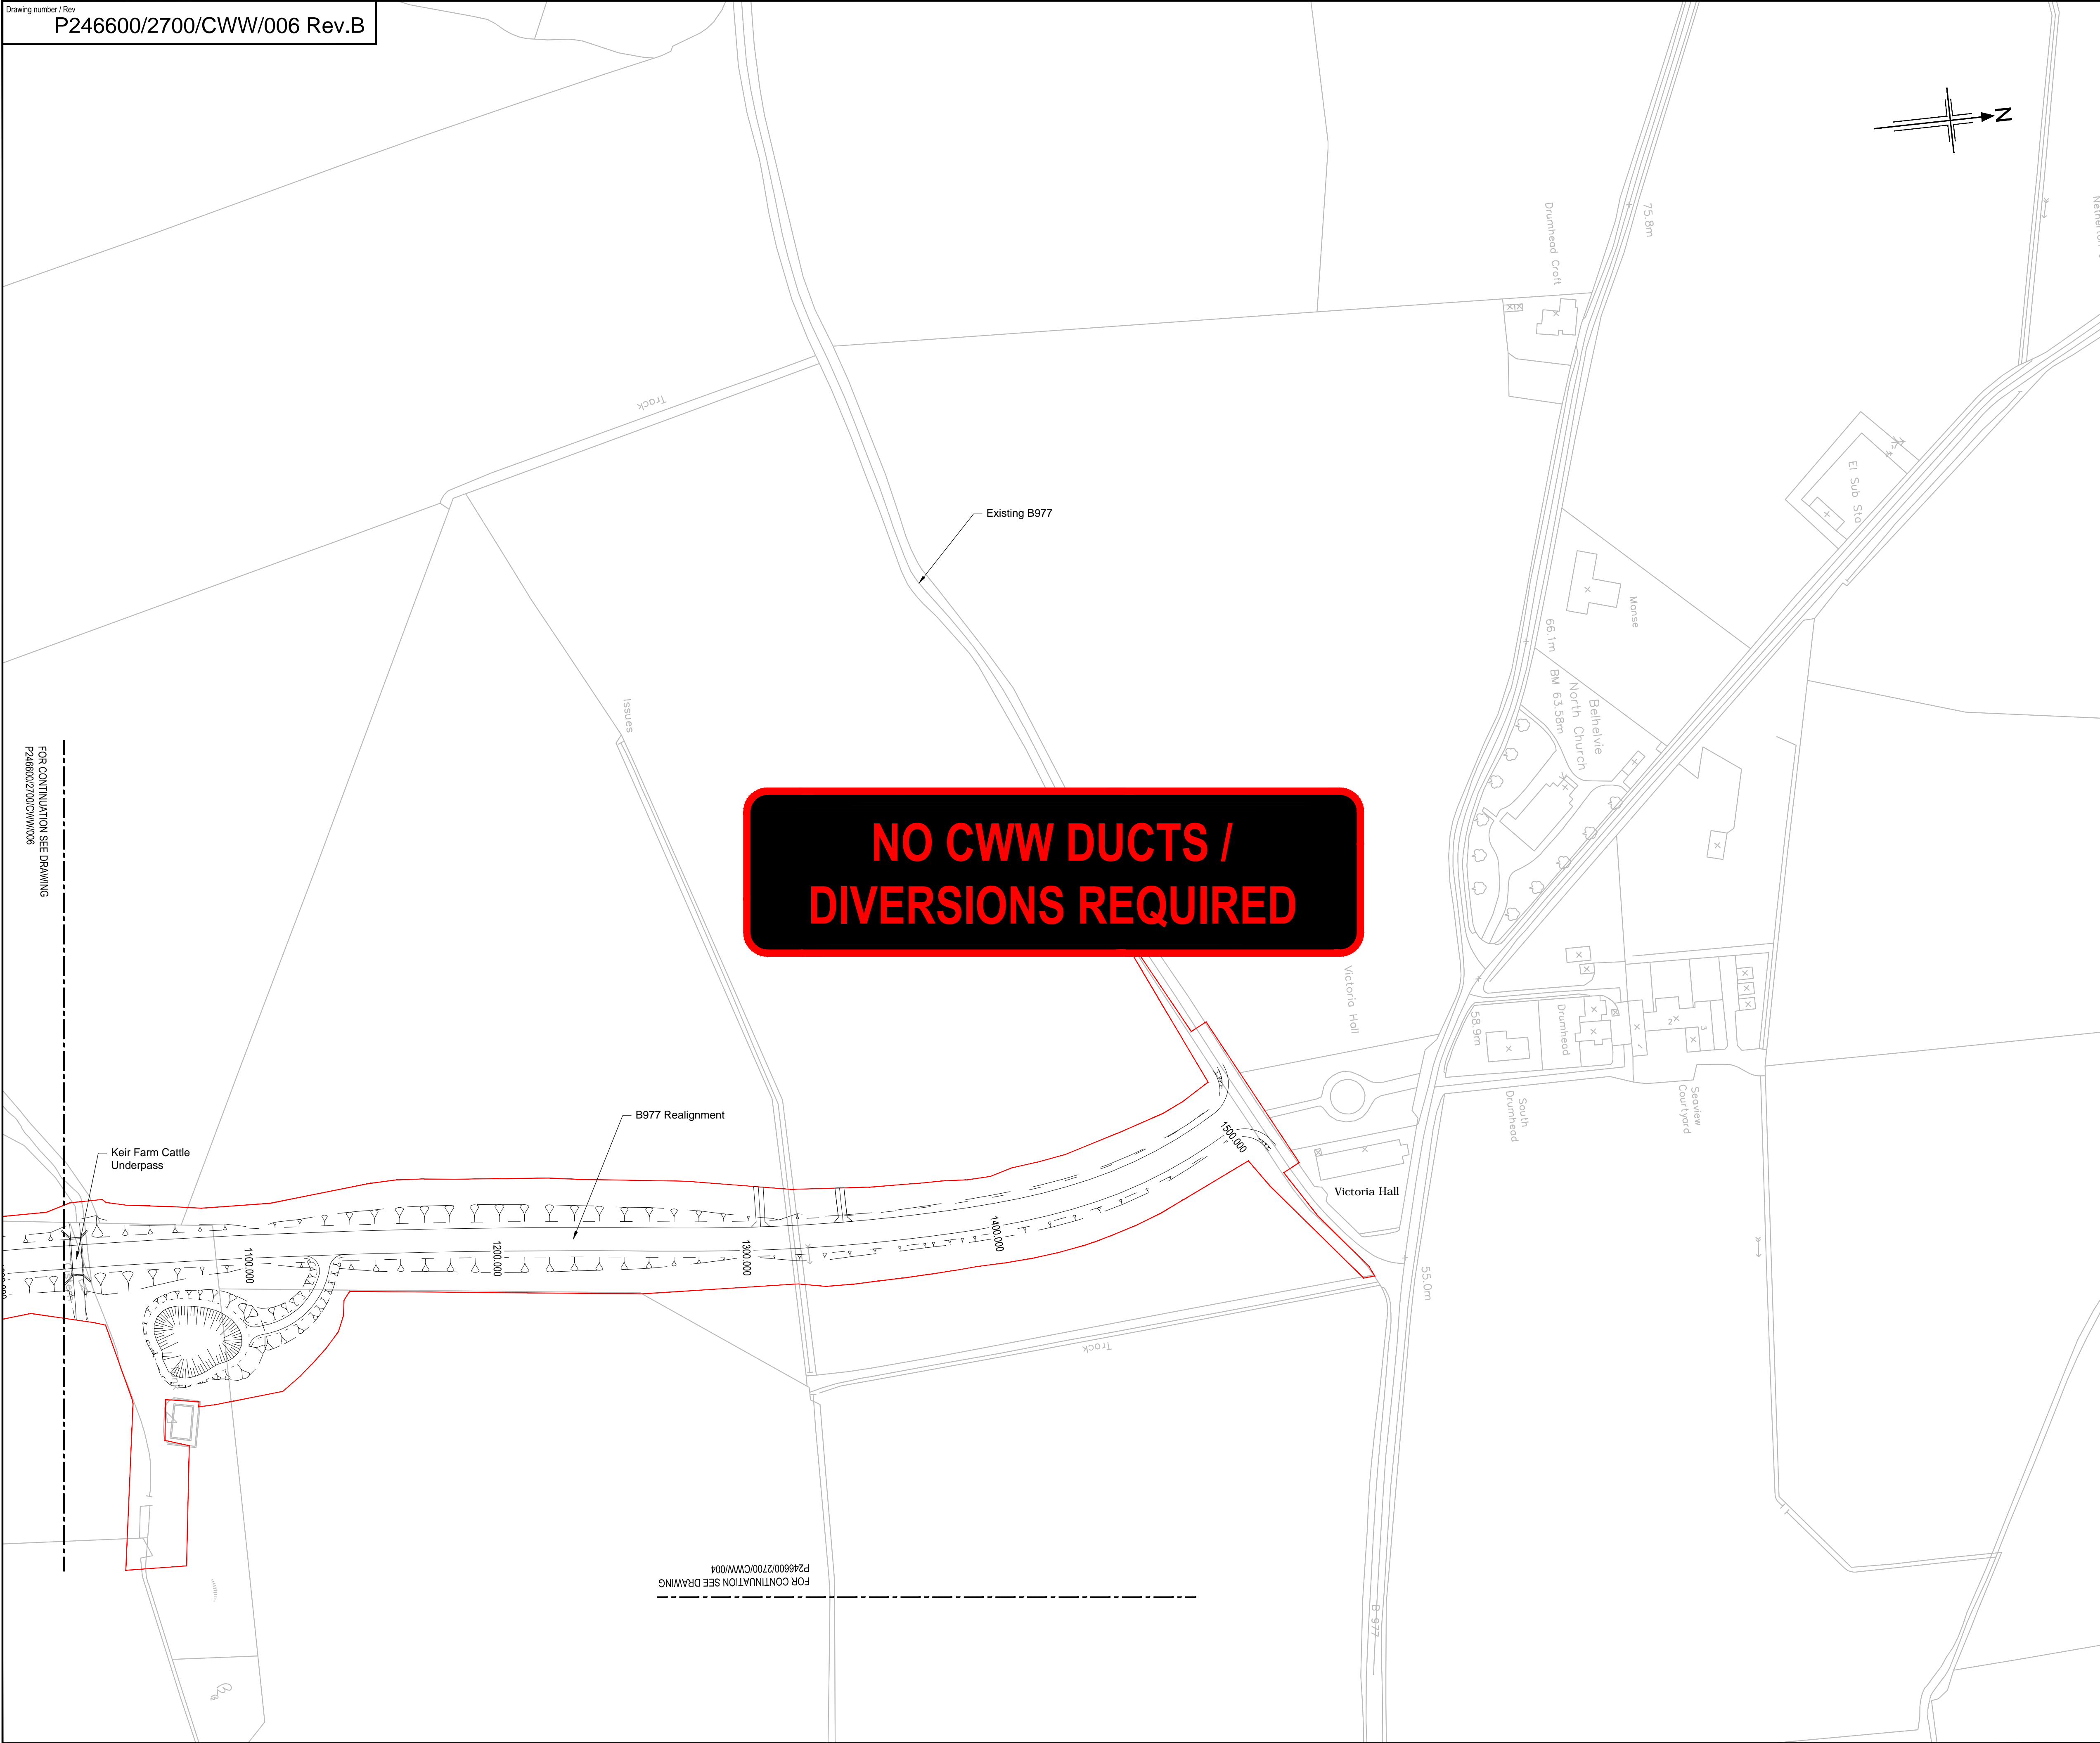 Drawing number / Rev
P246600/2700/CWW/006 Rev.B
N
75.8m
Drumhead Croft
Track
El Sub Sta
Existing B977
Manse
66.1m
BM 63.58m
Belhelvie
North Church
Issues
FOR CONTINUATION SEE DRAWING
P246600/2700/CWW/006
NO CWW DUCTS /
DIVERSIONS REQUIRED
Victoria Hall
58.9m
Drumhead
2
3
South
Drumhead
Seaview
Courtyard
B977 Realignment
Keir Farm Cattle
Underpass
Victoria Hall
1100.000
1200.000
1300.000
1400.000
1500.000
55.0m
Track
FOR CONTINUATION SEE DRAWING
P246600/2700/CWW/004
B 977